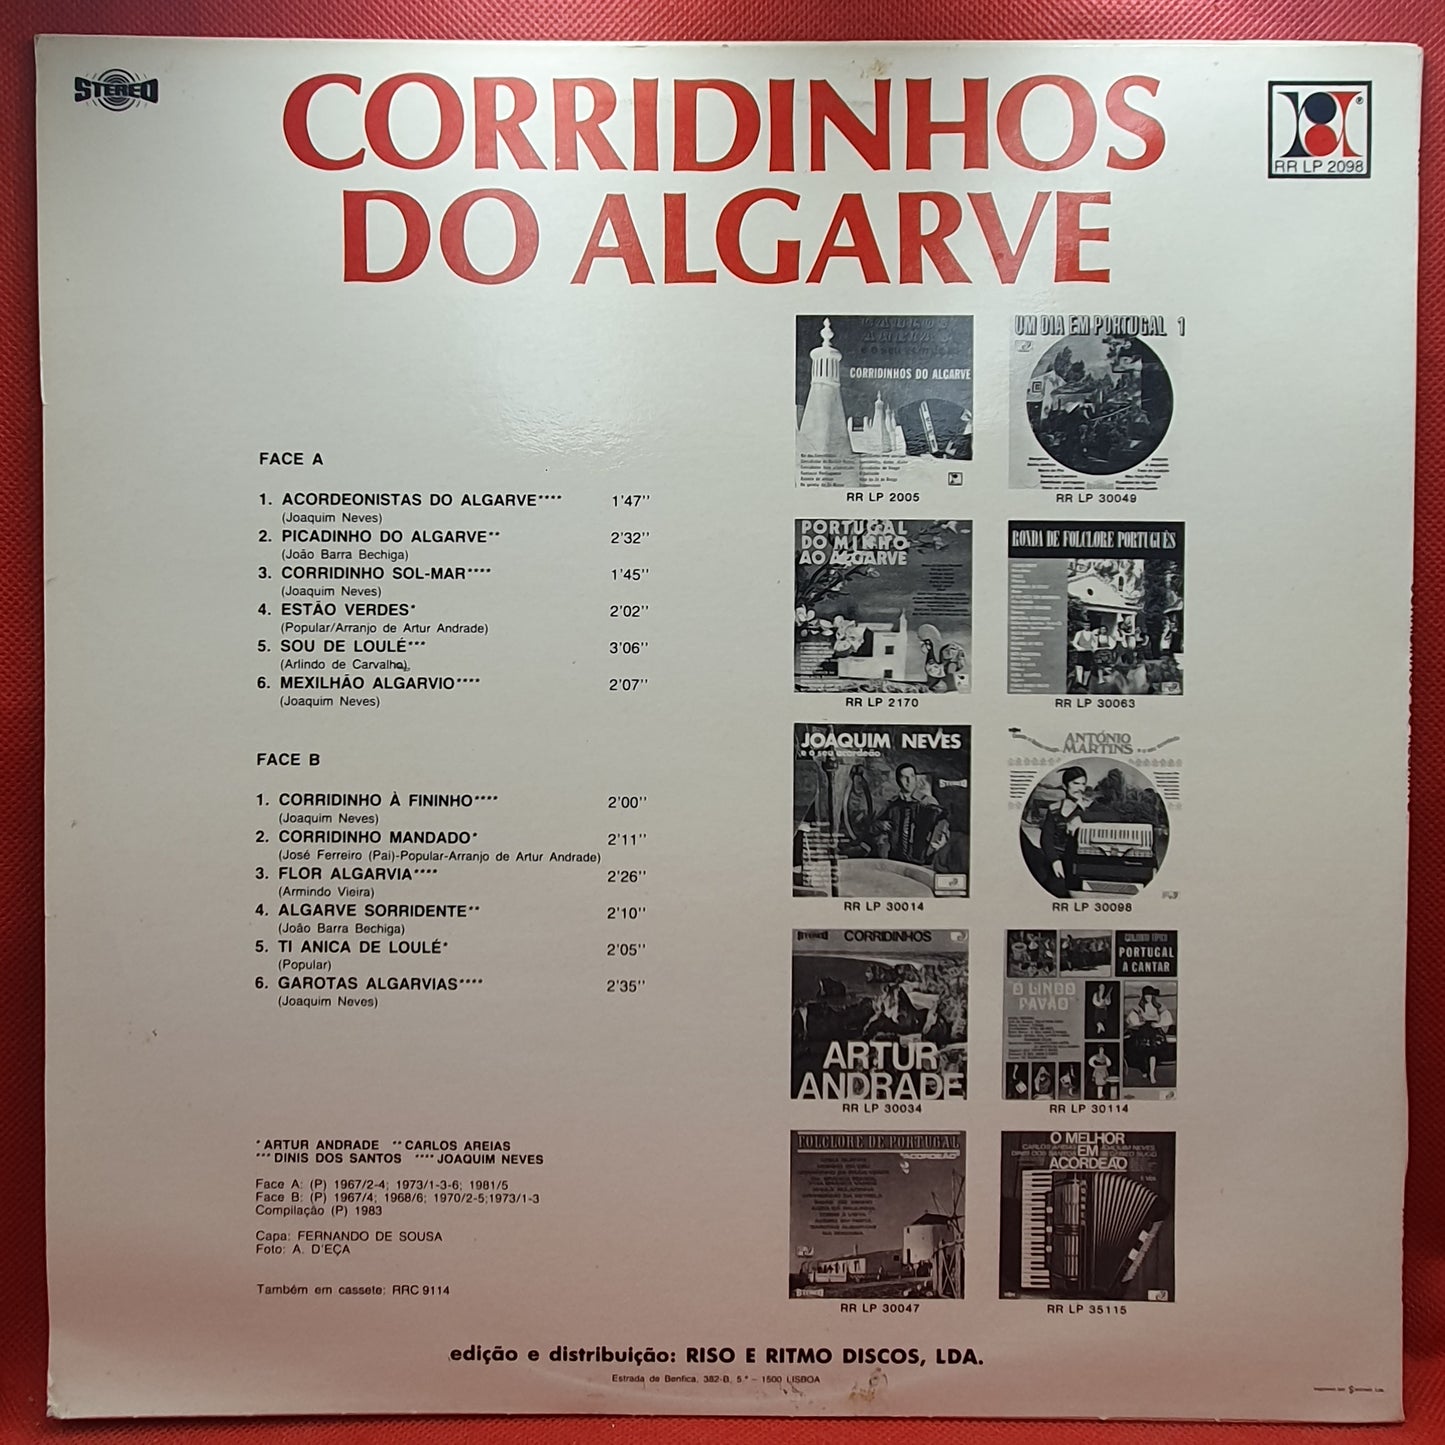 STEREO
CORRIDINHOS
DO ALGARVE
RR LP 2098
FACE A
1. ACORDEONISTAS DO ALGARVE**** 1'47''
(Joaquim Neves)
2. PICADINHO DO ALGARVE** 2'32''
(João Barra Bechiga)
3. CORRIDINHO SOL-MAR**** 1'45''
(Joaquim Neves)
4. ESTÃO VERDES* 2'02''
(Popular/Arranjo de Artur Andrade)
5. SOU DE LOULÉ*** 3'06''
(Arlindo de Carvalho)
6. MEXILHÃO ALGARVIO**** 2'07''
(Joaquim Neves)
FACE B
1. CORRIDINHO À FININHO**** 2'00''
(Joaquim Neves)
2. CORRIDINHO MANDADO* 2'11''
(José Ferreiro (Pai)-Popular-Arranjo de Artur Andrade)
3. FLOR ALGARVIA**** 2'26''
(Armindo Vieira)
4. ALGARVE SORRIDENTE** 2'10''
(João Barra Bechiga)
5. TI ANICA DE LOULÉ* 2'05''
(Popular)
6. GAROTAS ALGARVIAS**** 2'35''
(Joaquim Neves)
* ARTUR ANDRADE ** CARLOS AREIAS
*** DINIS DOS SANTOS **** JOAQUIM NEVES
Face A: (P) 1967/2-4; 1973/1-3-6; 1981/5
Face B: (P) 1967/4; 1968/6; 1970/2-5;1973/1-3
Compilação (P) 1983
Capa: FERNANDO DE SOUSA
Foto: A. D'EÇA
Também em cassete: RRC 9114
CARLOS
AREIAS
CORRIDINHOS DO ALGARVE
RR LP 2005
UM DIA EM PORTUGAL 1
RR LP 30049
PORTUGAL
DO MINHO
AO ALGARVE
RR LP 2170
RONDA DE FOLCLORE PORTUGUÊS
RR LP 30063
JOAQUIM NEVES
e o seu acordeão
STEREO
RR LP 30014
ANTÓNIO
MARTINS
RR LP 30098
STEREO CORRIDINHOS
ARTUR
ANDRADE
RR LP 30034
PORTUGAL
A CANTAR
O LINDO
PAVÃO
RR LP 30114
FOLCLORE DE PORTUGAL
"ACORDEÃO"
STEREO
RR LP 30047
O MELHOR
EM
ACORDEÃO
RR LP 35115
edição e distribuição: RISO E RITMO DISCOS, LDA.
Estrada de Benfica, 382-B, 5.º - 1500 LISBOA